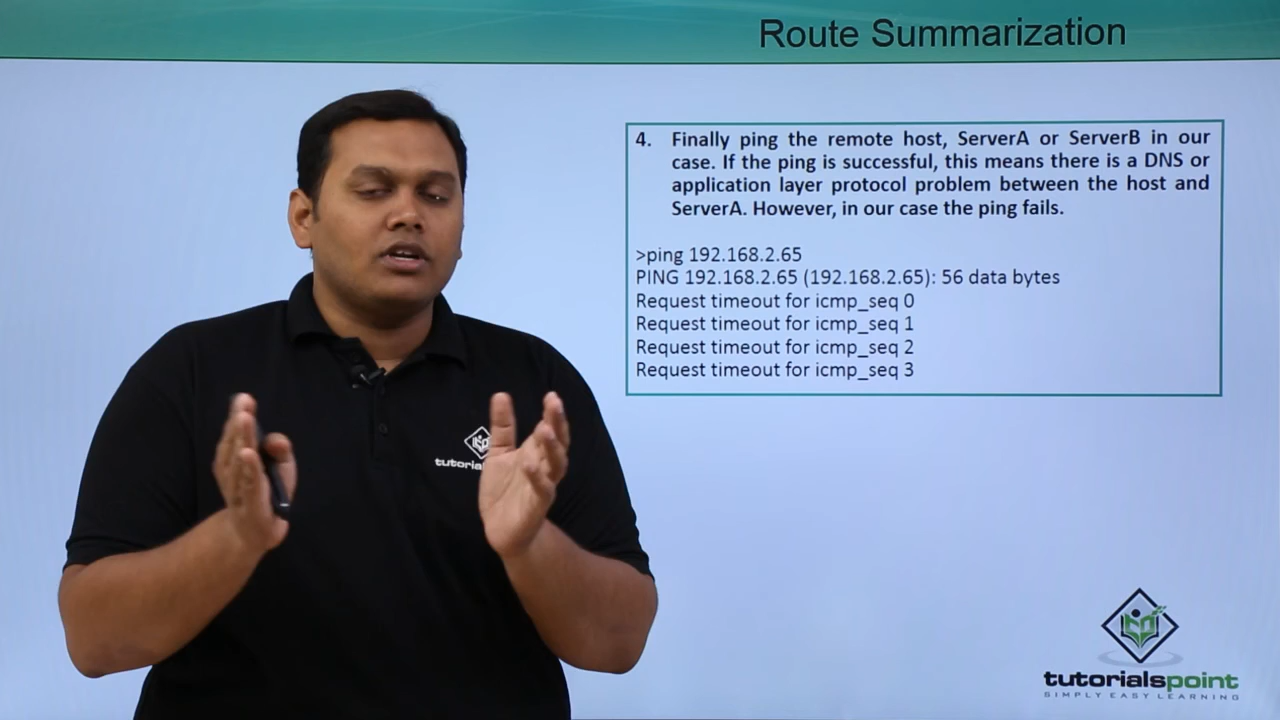 Route Summarization
4. Finally ping the remote host, ServerA or ServerB in our
case. If the ping is successful, this means there is a DNS or
application layer protocol problem between the host and
ServerA. However, in our case the ping fails.
>ping 192.168.2.65
PING 192.168.2.65 (192.168.2.65): 56 data bytes
Request timeout for icmp_seq 0
Request timeout for icmp_seq 1
Request timeout for icmp_seq 2
Request timeout for icmp_seq 3
tutorialspoint
SIMPLY EASY LEARNING